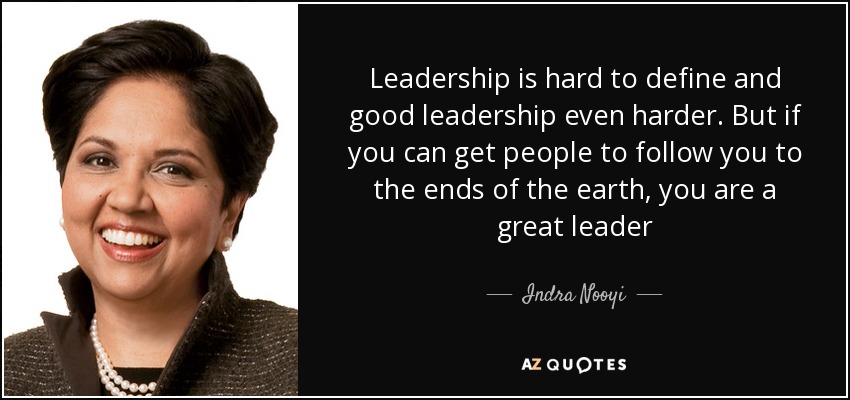 Leadership is hard to define and
good leadership even harder. But if
you can get people to follow you to
the ends of the earth, you are a
great leader
Indra Nooyi
AZ QUOTES